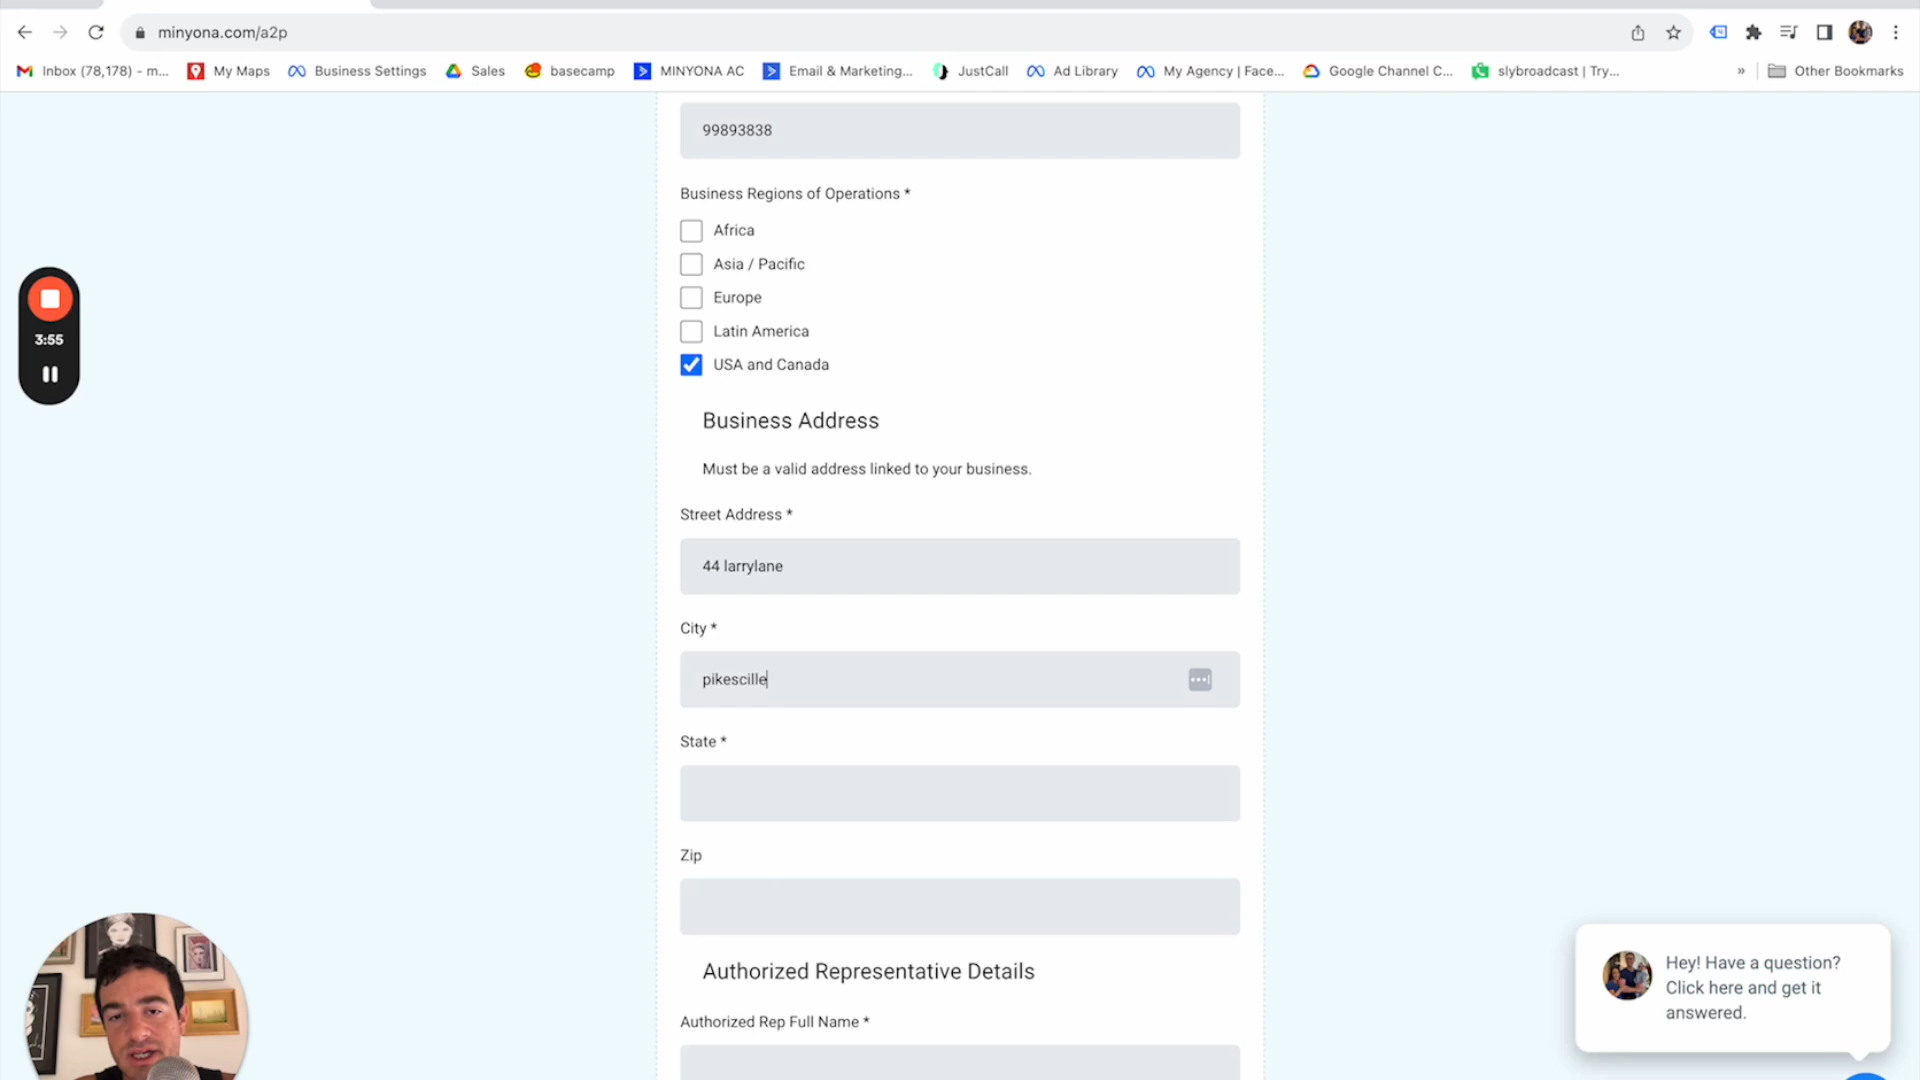 minyona.com/a2p
Inbox (78,178) - m...
My Maps
Business Settings
Sales
basecamp
MINYONA AC
Email & Marketing...
JustCall
Ad Library
My Agency | Face...
Google Channel C...
slybroadcast | Try...
»
Other Bookmarks
99893838
Business Regions of Operations *
Africa
Asia / Pacific
Europe
Latin America
USA and Canada
3:55
Business Address
Must be a valid address linked to your business.
Street Address *
44 larrylane
City *
pikescille
State *
Zip
Authorized Representative Details
Authorized Rep Full Name *
Hey! Have a question?
Click here and get it
answered.